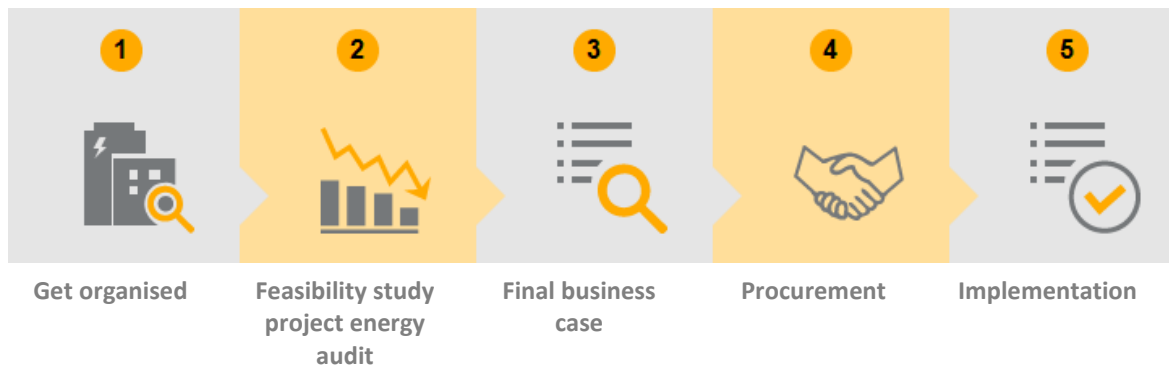 1
2
3
4
5
Get organised
Feasibility study
project energy
audit
Final business
case
Procurement
Implementation